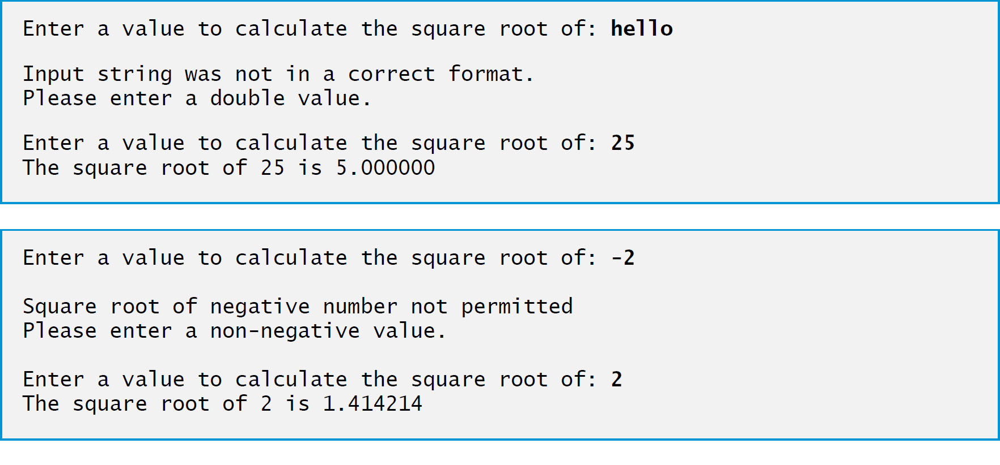 Enter a value to calculate the square root of: hello
Input string was not in a correct format.
Please enter a double value.
Enter a value to calculate the square root of: 25
The square root of 25 is 5.000000
Enter a value to calculate the square root of: -2
Square root of negative number not permitted
Please enter a non-negative value.
Enter a value to calculate the square root of: 2
The square root of 2 is 1.414214